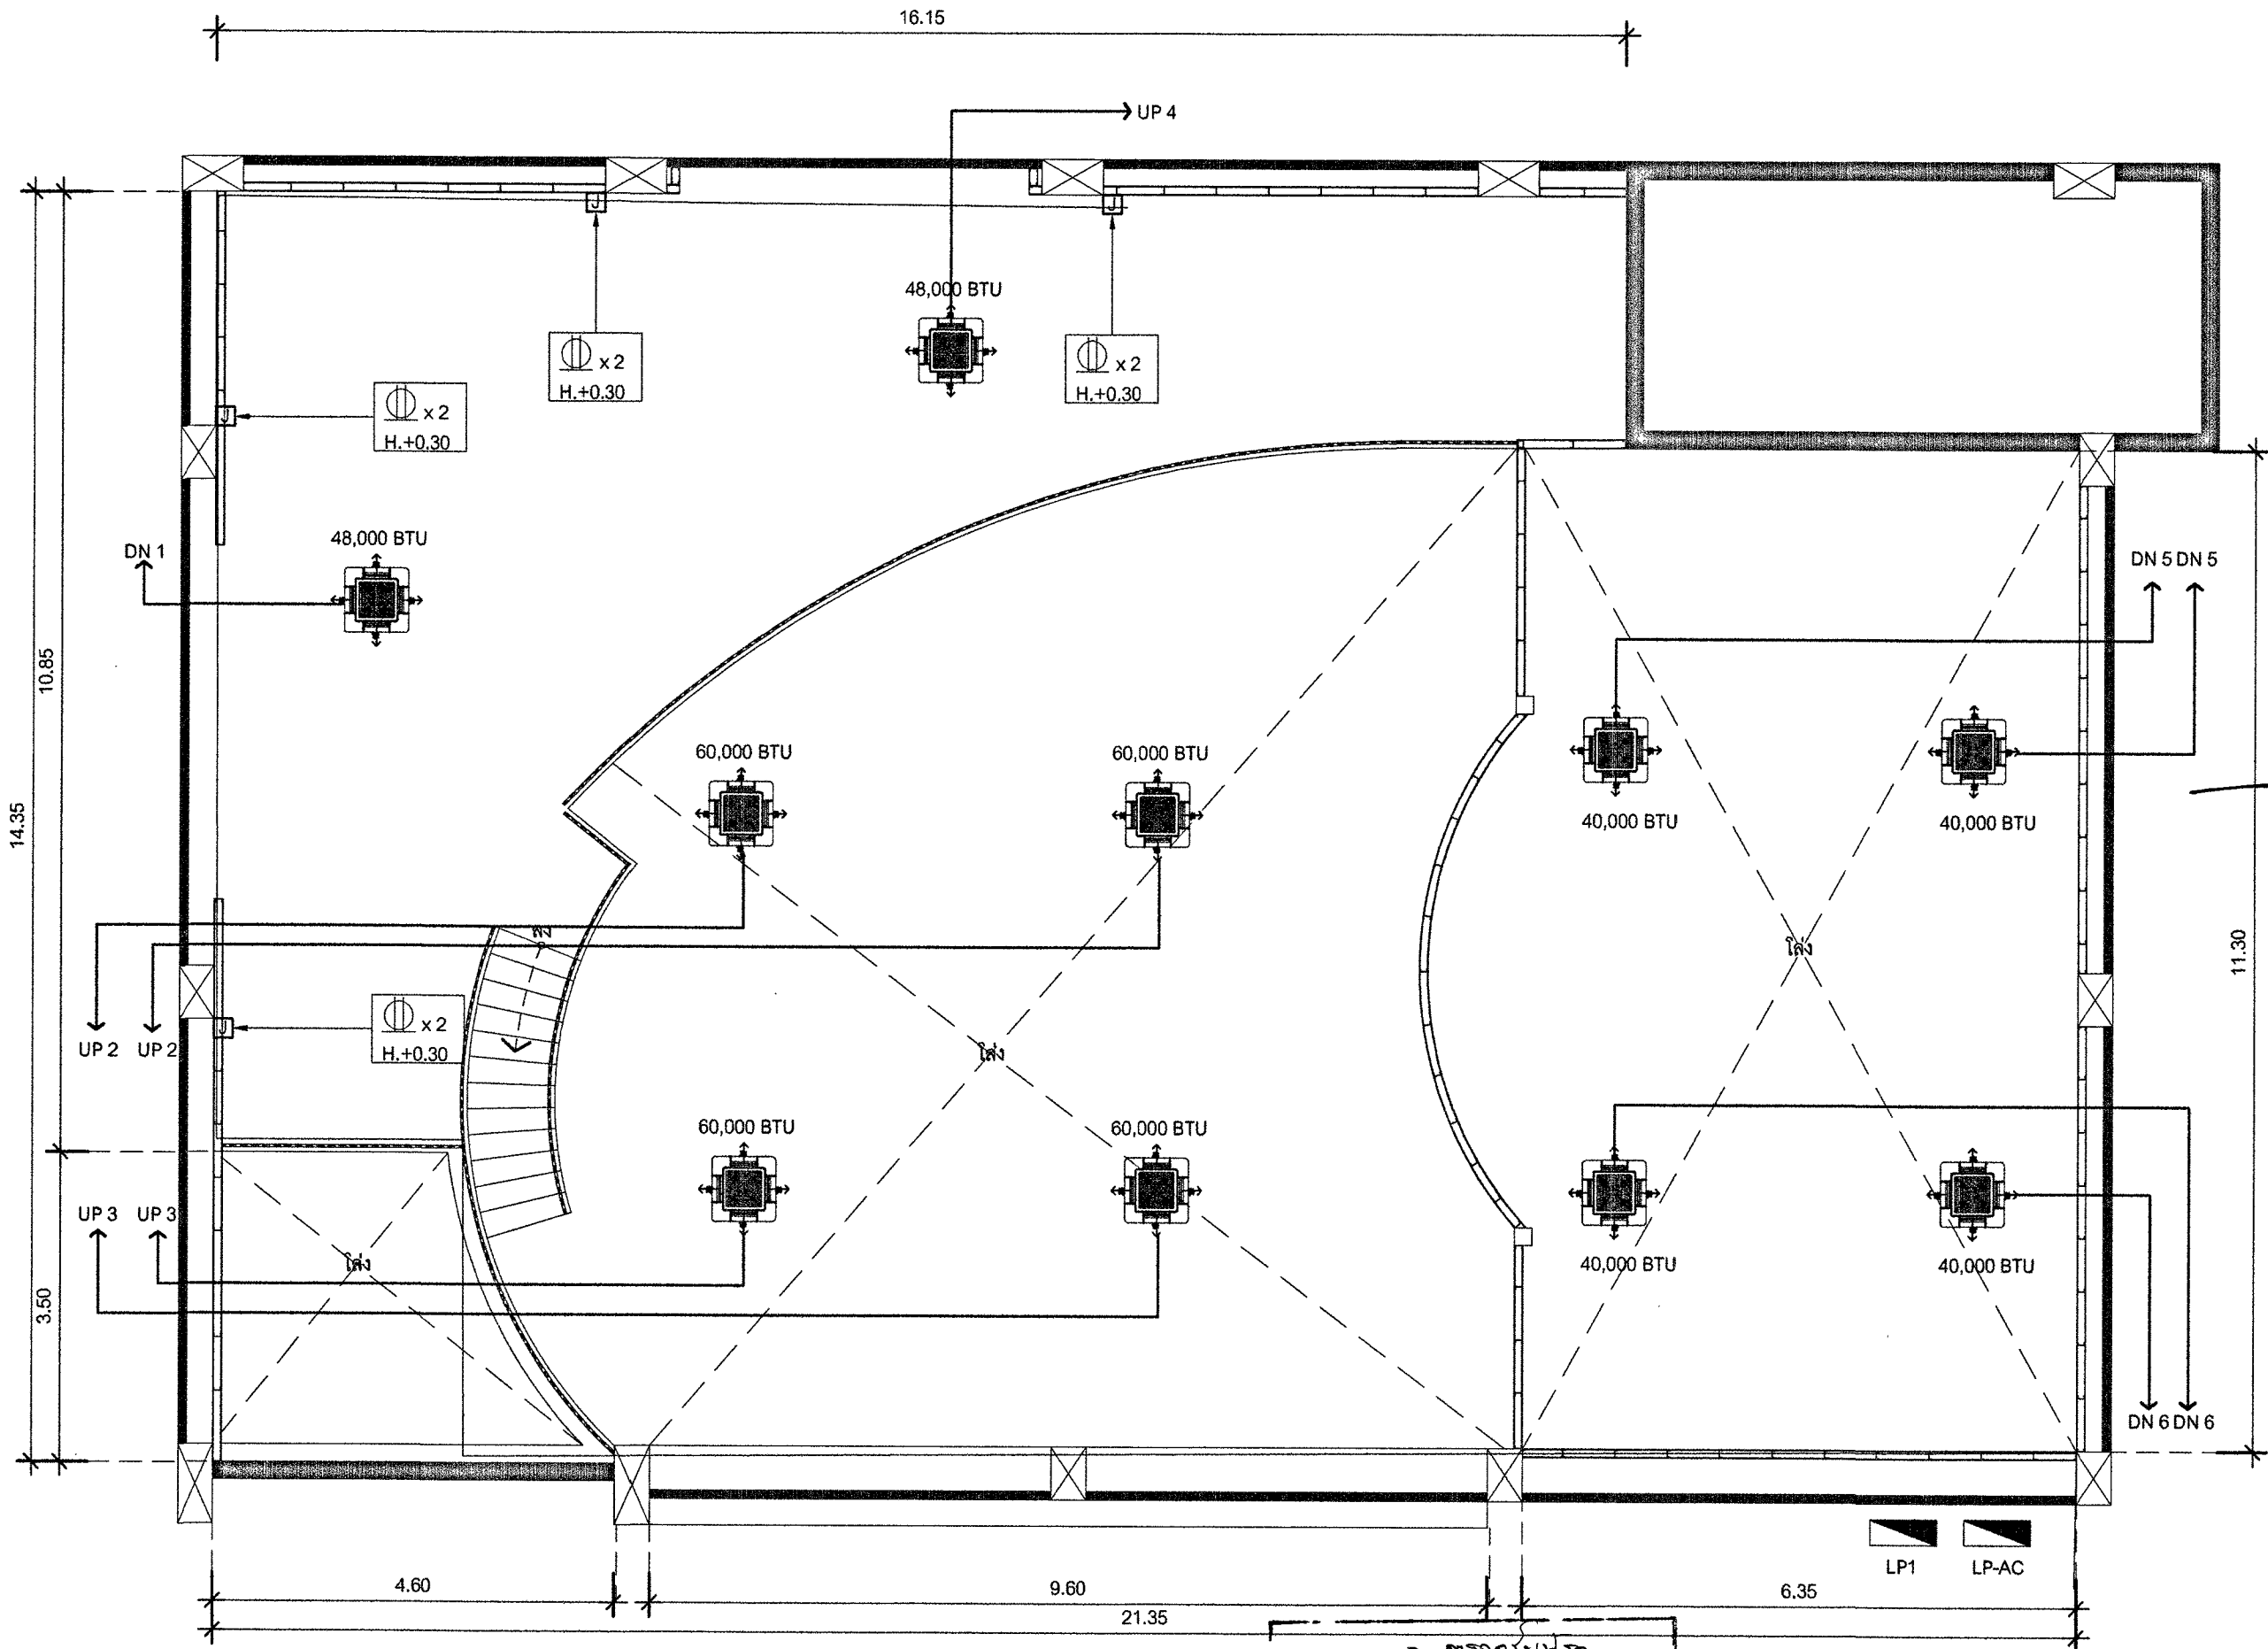 16.15
UP 4
48,000 BTU
J
J
x 2
H.+0.30
x 2
H.+0.30
J
x 2
H.+0.30
48,000 BTU
DN 1
DN 5 DN 5
10.85
14.35
60,000 BTU
60,000 BTU
40,000 BTU
40,000 BTU
ลง
โล่ง
11.30
J
x 2
H.+0.30
UP 2
UP 2
โล่ง
60,000 BTU
60,000 BTU
UP 3
UP 3
โล่ง
40,000 BTU
40,000 BTU
3.50
DN 6 DN 6
LP1
LP-AC
4.60
9.60
6.35
21.35